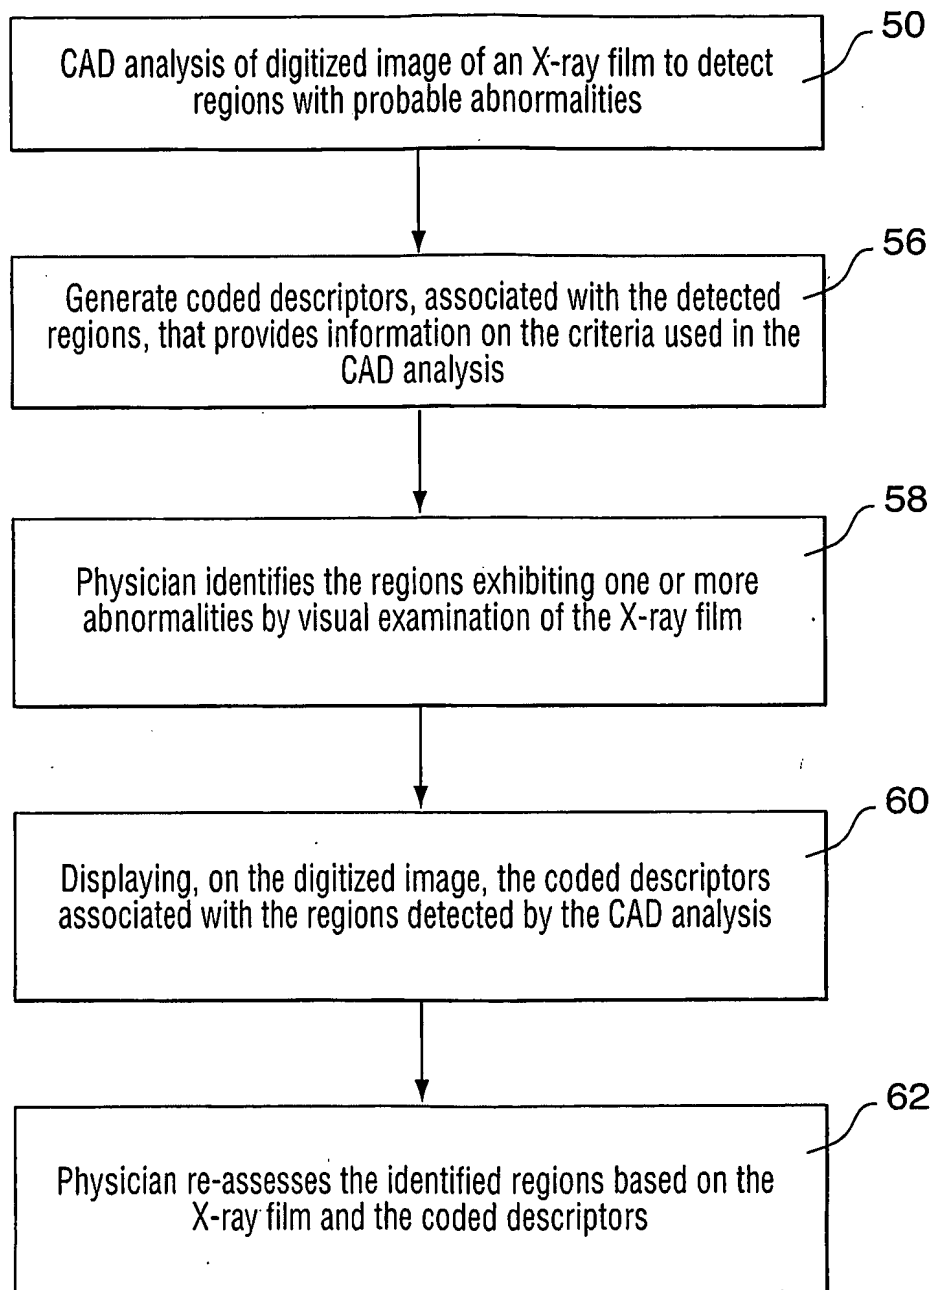 50
CAD analysis of digitized image of an X-ray film to detect
regions with probable abnormalities
56
Generate coded descriptors, associated with the detected
regions, that provides information on the criteria used in the
CAD analysis
58
Physician identifies the regions exhibiting one or more
abnormalities by visual examination of the X-ray film
60
Displaying, on the digitized image, the coded descriptors
associated with the regions detected by the CAD analysis
62
Physician re-assesses the identified regions based on the
X-ray film and the coded descriptors